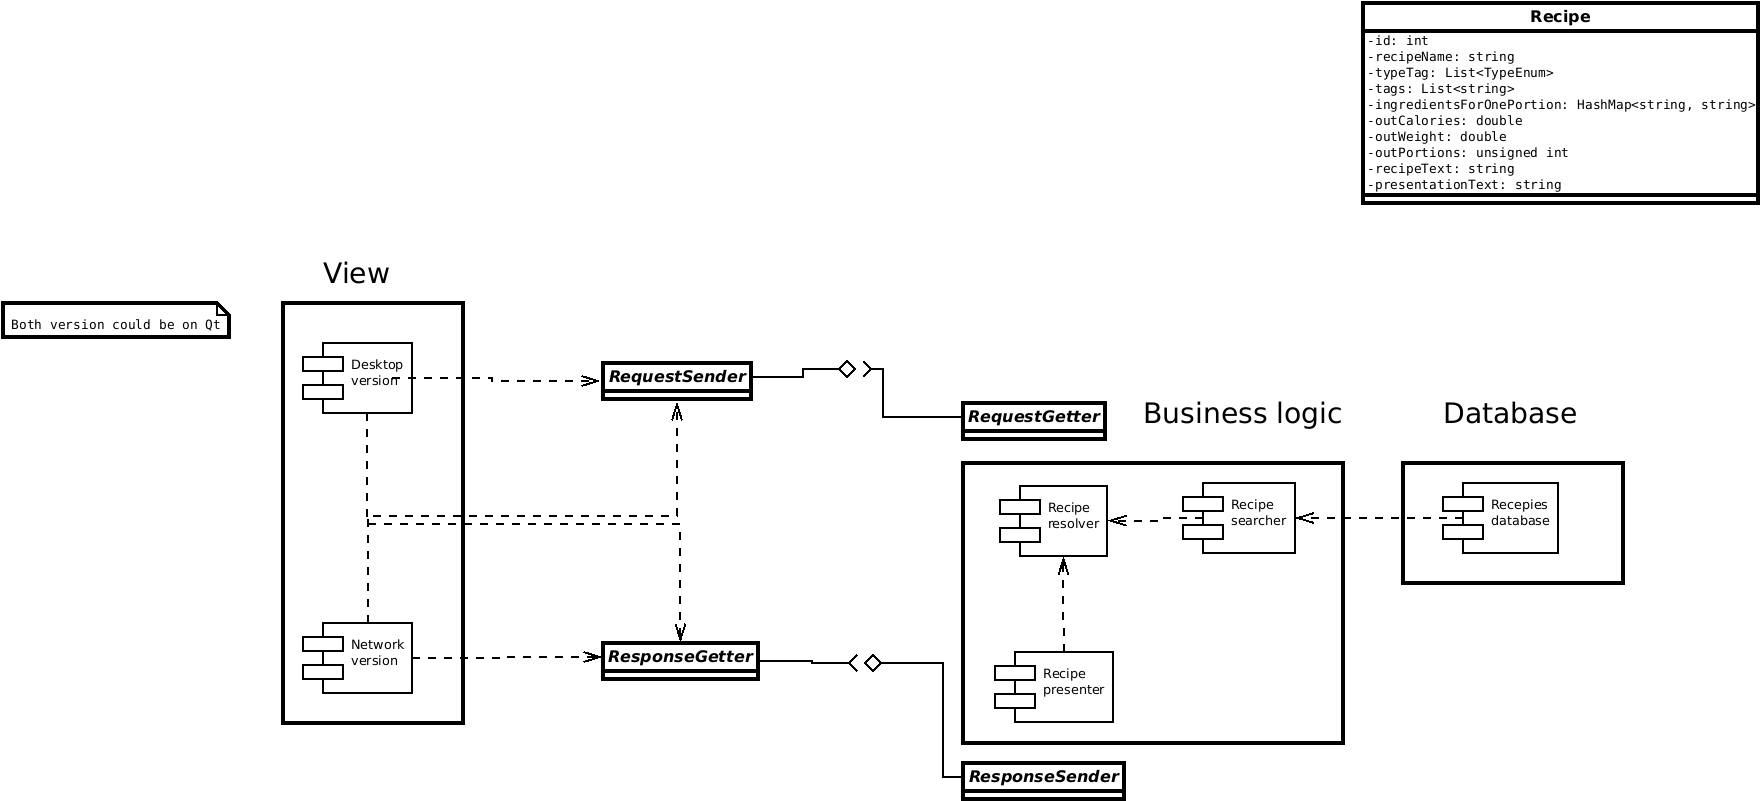 Recipe
-id: int
-recipeName: string
-typeTag: List<TypeEnum>
-tags: List<string>
-ingredientsForOnePortion: HashMap<string, string>
-outCalories: double
-outWeight: double
-outPortions: unsigned int
-recipeText: string
-presentationText: string
View
Both version could be on Qt
Desktop
version
RequestSender
RequestGetter
Business logic
Database
Recipe
resolver
Recipe
searcher
Recepies
database
Network
version
ResponseGetter
Recipe
presenter
ResponseSender